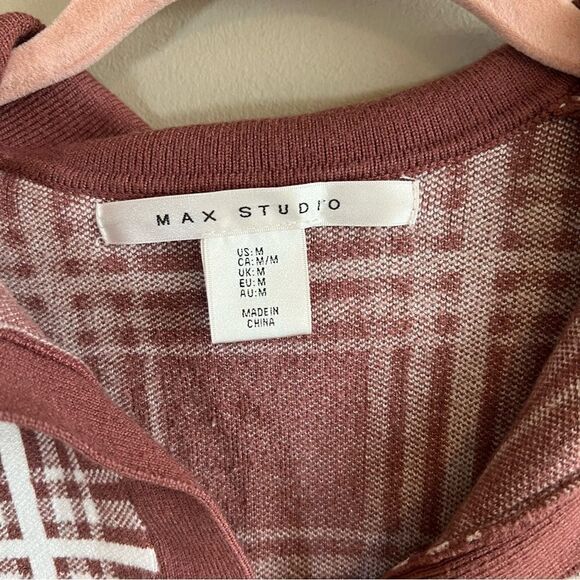 MAX STUDIO
US: M
CA: M/M
UK: M
EU: M
AU: M
MADE IN
CHINA